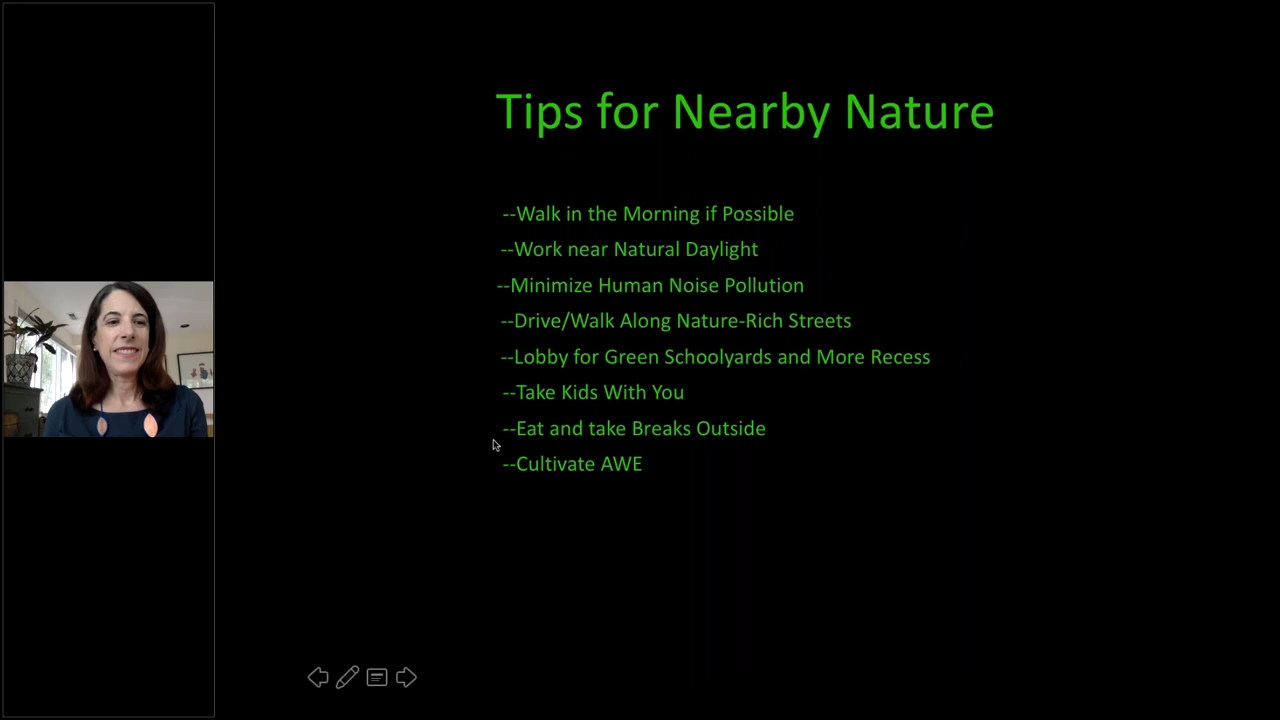 Tips for Nearby Nature
--Walk in the Morning if Possible
--Work near Natural Daylight
--Minimize Human Noise Pollution
--Drive/Walk Along Nature-Rich Streets
--Lobby for Green Schoolyards and More Recess
--Take Kids With You
--Eat and take Breaks Outside
--Cultivate AWE